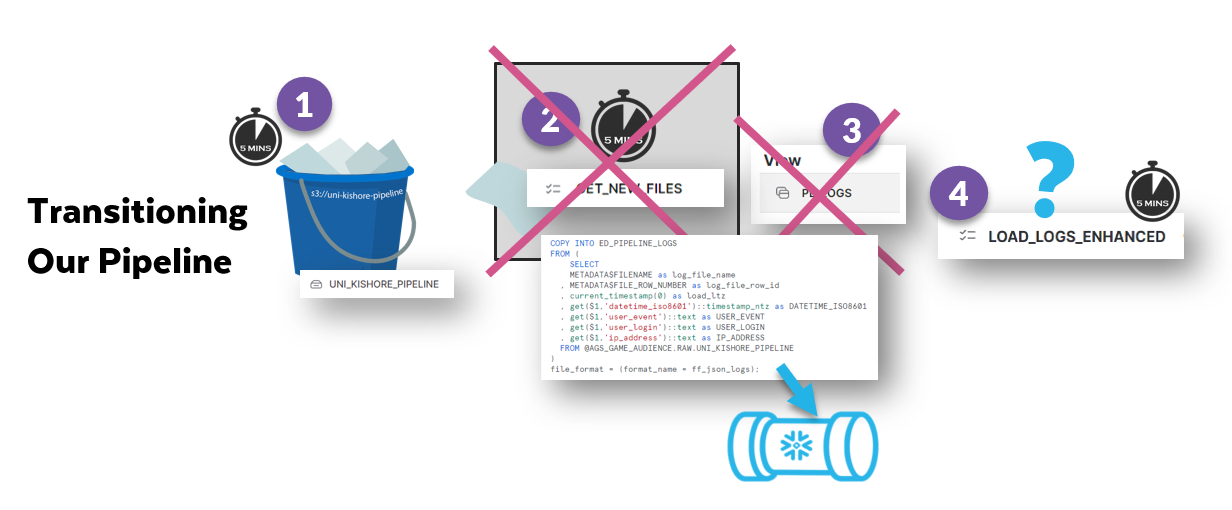 Transitioning
Our Pipeline
1
5 MINS
s3://uni-kishore-pipeline
UNI_KISHORE_PIPELINE
2
5 MINS
GET_NEW_FILES
3
View
PL_LOGS
4
?
5 MINS
LOAD_LOGS_ENHANCED
COPY INTO ED_PIPELINE_LOGS
FROM (
SELECT
METADATA$FILENAME as log_file_name
, METADATA$FILE_ROW_NUMBER as log_file_row_id
, current_timestamp(0) as load_ltz
, get($1,'datetime_iso8601')::timestamp_ntz as DATETIME_ISO8601
, get($1,'user_event')::text as USER_EVENT
, get($1,'user_login')::text as USER_LOGIN
, get($1,'ip_address')::text as IP_ADDRESS
FROM @AGS_GAME_AUDIENCE.RAW.UNI_KISHORE_PIPELINE
)
file_format = (format_name = ff_json_logs);